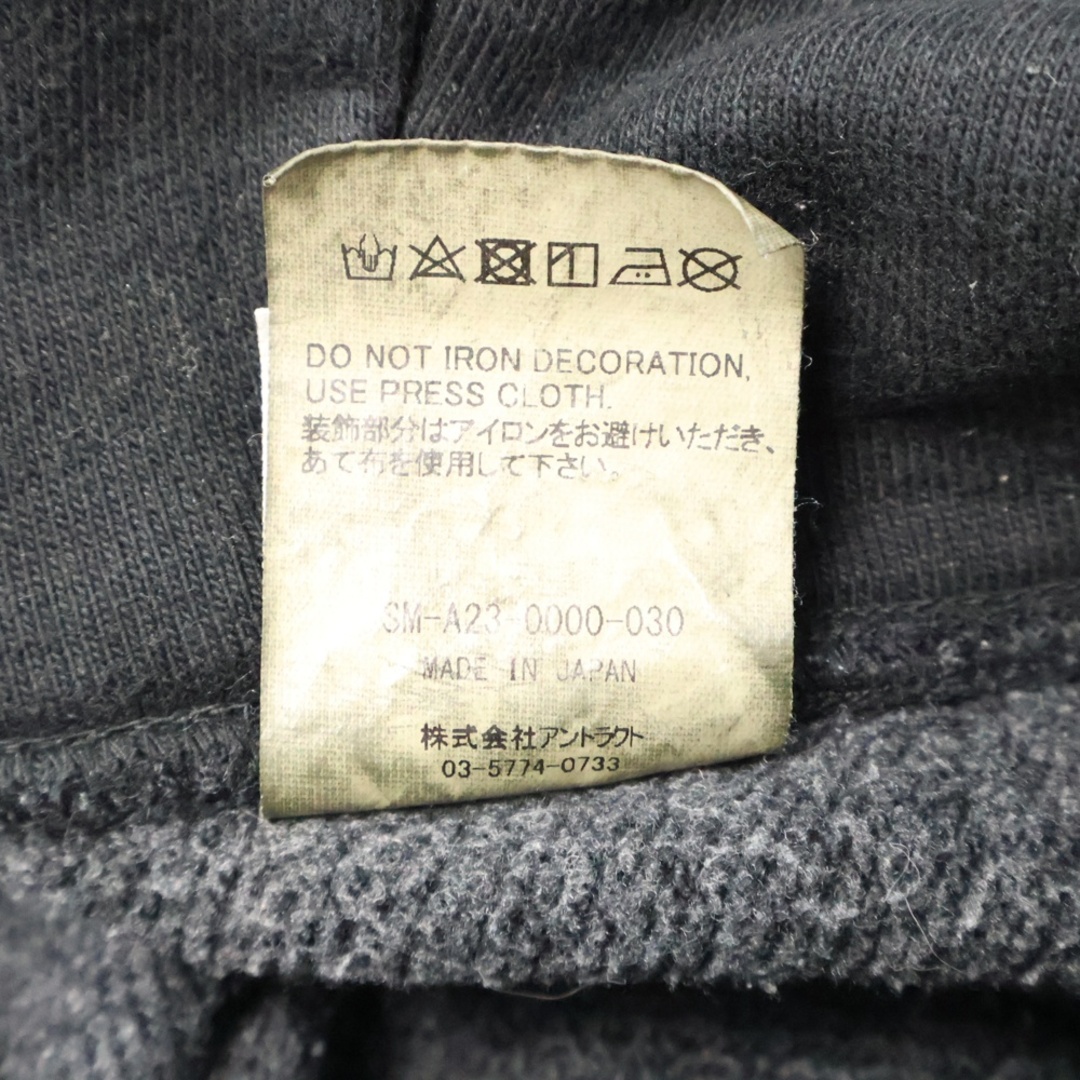 DO NOT IRON DECORATION,
USE PRESS CLOTH.
装飾部分はアイロンをお避けいただき、
あて布を使用して下さい。
SM-A23-0000-030
MADE IN JAPAN
株式会社アントラクト
03-5774-0733